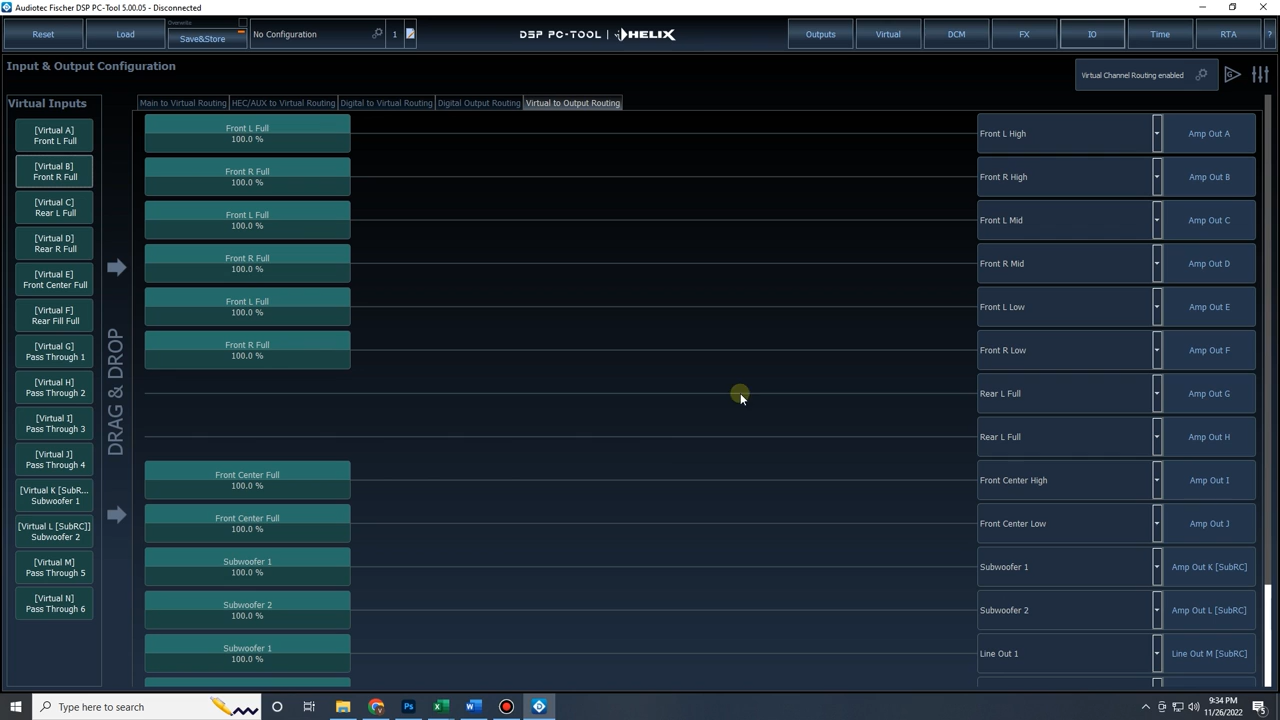 Audiotec Fischer DSP PC-Tool 5.00.05 - Disconnected
Reset
Load
Overwrite:
Save&Store
No Configuration
1
DSP PC-TOOL | HELIX
Outputs
Virtual
DCM
FX
IO
Time
RTA
?
Input & Output Configuration
Virtual Channel Routing enabled
G
Virtual Inputs
Main to Virtual Routing
HEC/AUX to Virtual Routing
Digital to Virtual Routing
Digital Output Routing
Virtual to Output Routing
[Virtual A]
Front L Full
[Virtual B]
Front R Full
[Virtual C]
Rear L Full
[Virtual D]
Rear R Full
[Virtual E]
Front Center Full
[Virtual F]
Rear Fill Full
[Virtual G]
Pass Through 1
[Virtual H]
Pass Through 2
[Virtual I]
Pass Through 3
[Virtual J]
Pass Through 4
[Virtual K [SubR...
Subwoofer 1
[Virtual L [SubRC]]
Subwoofer 2
[Virtual M]
Pass Through 5
[Virtual N]
Pass Through 6
DRAG & DROP
Front L Full
100.0 %
Front L High
Amp Out A
Front R Full
100.0 %
Front R High
Amp Out B
Front L Full
100.0 %
Front L Mid
Amp Out C
Front R Full
100.0 %
Front R Mid
Amp Out D
Front L Full
100.0 %
Front L Low
Amp Out E
Front R Full
100.0 %
Front R Low
Amp Out F
Rear L Full
Amp Out G
Rear L Full
Amp Out H
Front Center Full
100.0 %
Front Center High
Amp Out I
Front Center Full
100.0 %
Front Center Low
Amp Out J
Subwoofer 1
100.0 %
Subwoofer 1
Amp Out K [SubRC]
Subwoofer 2
100.0 %
Subwoofer 2
Amp Out L [SubRC]
Subwoofer 1
100.0 %
Line Out 1
Line Out M [SubRC]
Type here to search
9:34 PM
11/26/2022
5